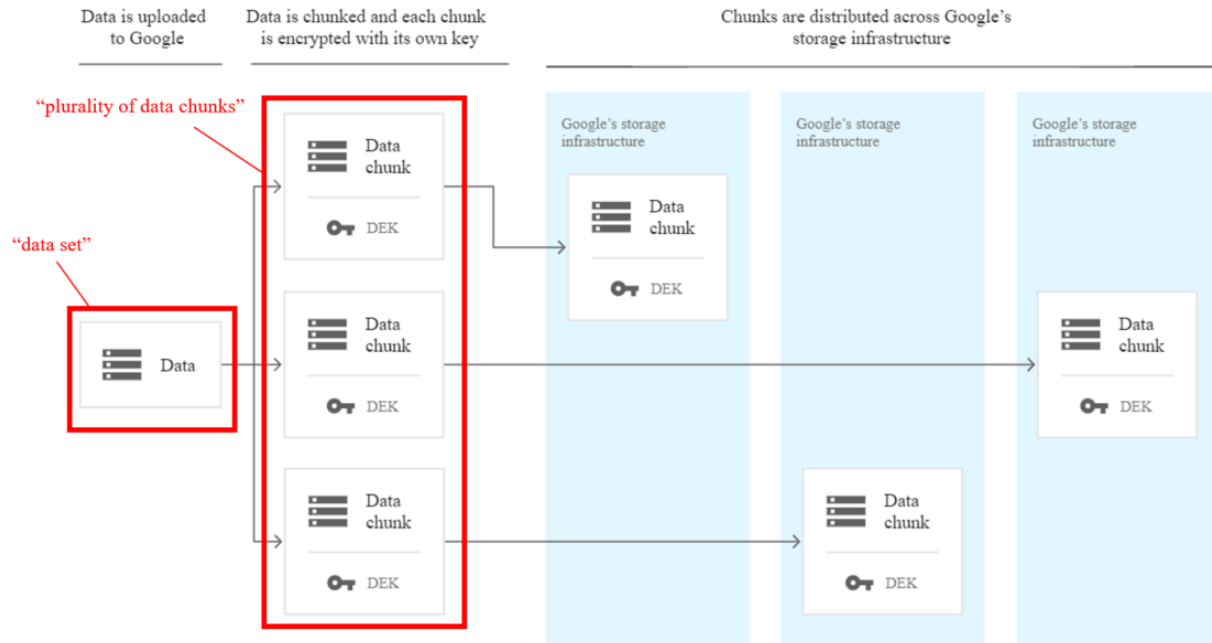 Data is uploaded
to Google
Data is chunked and each chunk
is encrypted with its own key
Chunks are distributed across Google’s
storage infrastructure
“plurality of data chunks”
“data set”
Data
Data
chunk
DEK
Data
chunk
DEK
Data
chunk
DEK
Google’s storage
infrastructure
Data
chunk
DEK
Google’s storage
infrastructure
Data
chunk
DEK
Google’s storage
infrastructure
Data
chunk
DEK